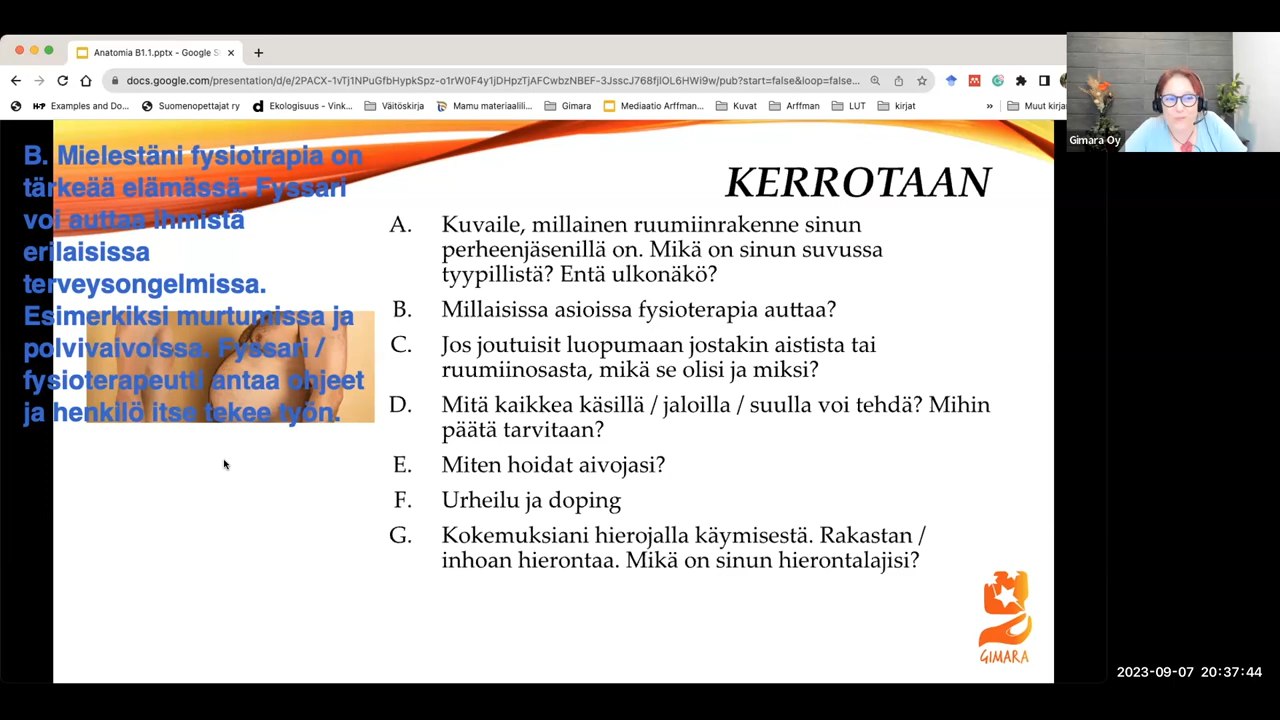 Anatomia B1.1.pptx - Google S
docs.google.com/presentation/d/e/2PACX-1vTj1NPuGfbHypkSpz-o1rW0F4y1jDHpzTjAFCwbzNBEF-3JsscJ768fjlOL6HWi9w/pub?start=false&loop=false...
Examples and Do... Suomenopettajat ry Ekologisuus - Vink... Väitöskirja Mamu materiaalili... Gimara Mediaatio Arffman... Kuvat Arffman LUT kirjat » Muut kirja
Gimara Oy
B. Mielestäni fysiotrapia on
tärkeää elämässä. Fyssari
voi auttaa ihmistä
erilaisissa
terveysongelmissa.
Esimerkiksi murtumissa ja
polvivaivoissa. Fyssari /
fysioterapeutti antaa ohjeet
ja henkilö itse tekee työn.
KERROTAAN
A. Kuvaile, millainen ruumiinrakenne sinun
perheenjäsenillä on. Mikä on sinun suvussa
tyypillistä? Entä ulkonäkö?
B. Millaisissa asioissa fysioterapia auttaa?
C. Jos joutuisit luopumaan jostakin aistista tai
ruumiinosasta, mikä se olisi ja miksi?
D. Mitä kaikkea käsillä / jaloilla / suulla voi tehdä? Mihin
päätä tarvitaan?
E. Miten hoidat aivojasi?
F. Urheilu ja doping
G. Kokemuksiani hierojalla käymisestä. Rakastan /
inhoan hierontaa. Mikä on sinun hierontalajisi?
GIMARA
2023-09-07 20:37:44